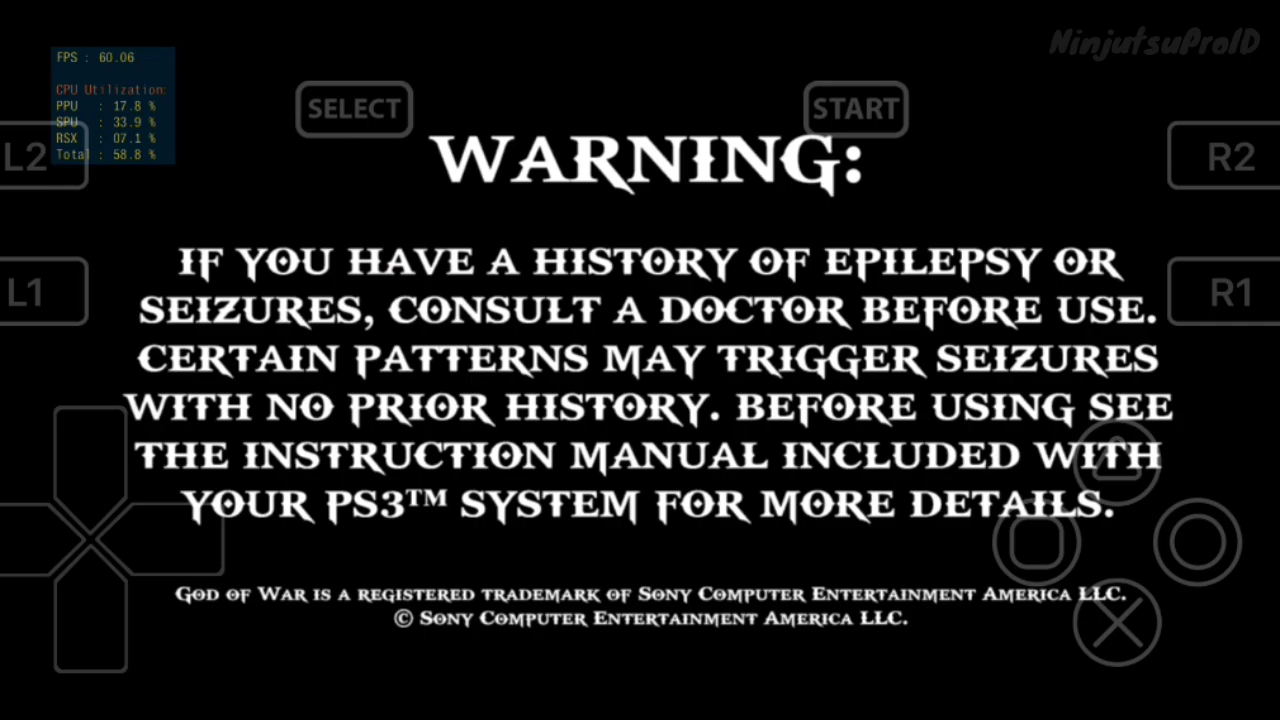 NinjutsuProID
FPS : 60.06
CPU Utilization:
PPU : 17.8 %
SPU : 33.9 %
RSX : 07.1 %
Total : 58.8 %
SELECT
START
L2
R2
L1
R1
WARNING:
IF YOU HAVE A HISTORY OF EPILEPSY OR
SEIZURES, CONSULT A DOCTOR BEFORE USE.
CERTAIN PATTERNS MAY TRIGGER SEIZURES
WITH NO PRIOR HISTORY. BEFORE USING SEE
THE INSTRUCTION MANUAL INCLUDED WITH
YOUR PS3™ SYSTEM FOR MORE DETAILS.
GOD OF WAR IS A REGISTERED TRADEMARK OF SONY COMPUTER ENTERTAINMENT AMERICA LLC.
© SONY COMPUTER ENTERTAINMENT AMERICA LLC.